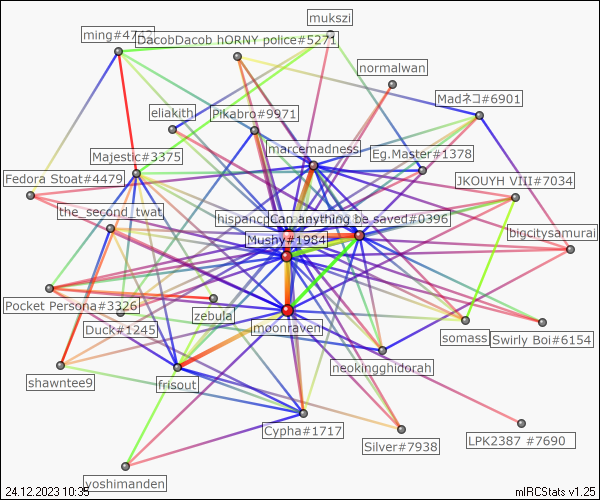 mukszi
ming#4742
DacobDacob hORNY police#5271
normalwan
Madネコ#6901
eliakith
Pikabro#9971
marcemadness
Majestic#3375
Eg.Master#1378
Fedora Stoat#4479
JKOUYH VIII#7034
the_second_twat
Can anything be saved#0396
bigcitysamurai
Mushy#1984
Pocket Persona#3326
zebula
Duck#1245
moonraven
somass
Swirly Boi#6154
neokingghidorah
shawntee9
frisout
Cypha#1717
Silver#7938
LPK2387 #7690
yoshimanden
24.12.2023 10:35
mIRCStats v1.25